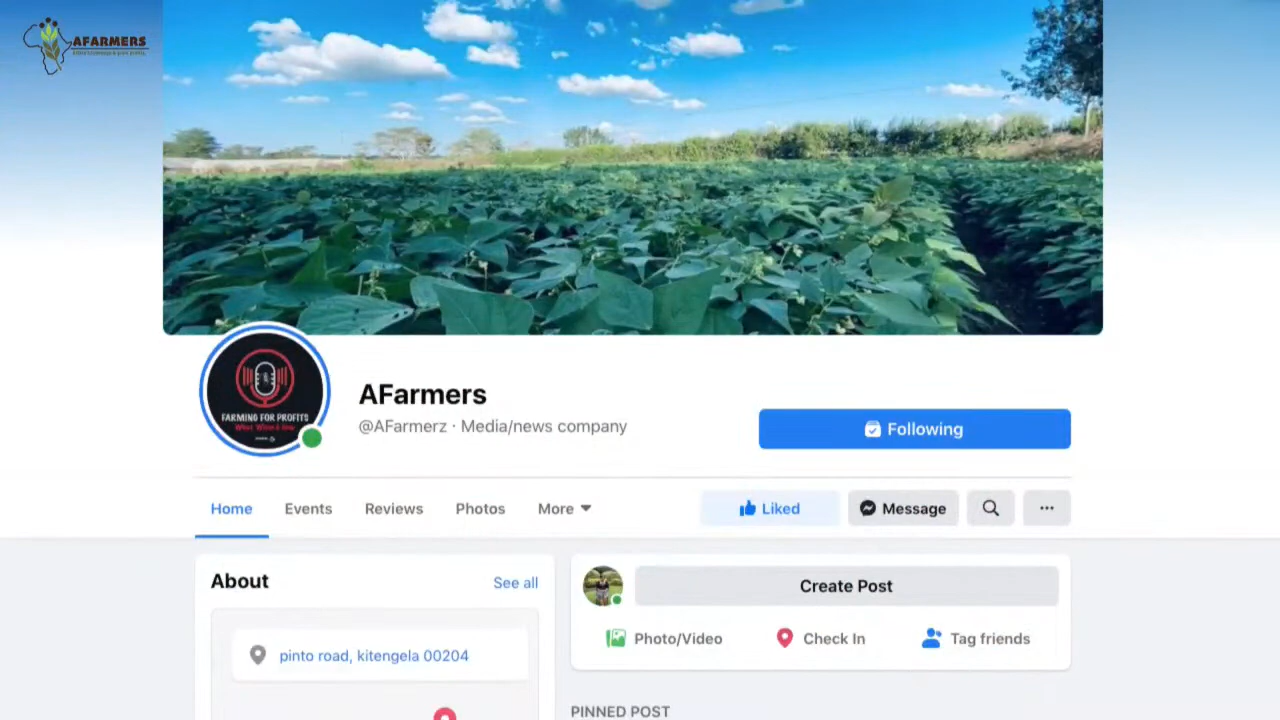 AFARMERS
FARMING FOR PROFITS
AFarmers
@AFarmerz · Media/news company
Following
Home Events Reviews Photos More
Liked Message
About See all
Create Post
Photo/Video Check In Tag friends
pinto road, kitengela 00204
PINNED POST